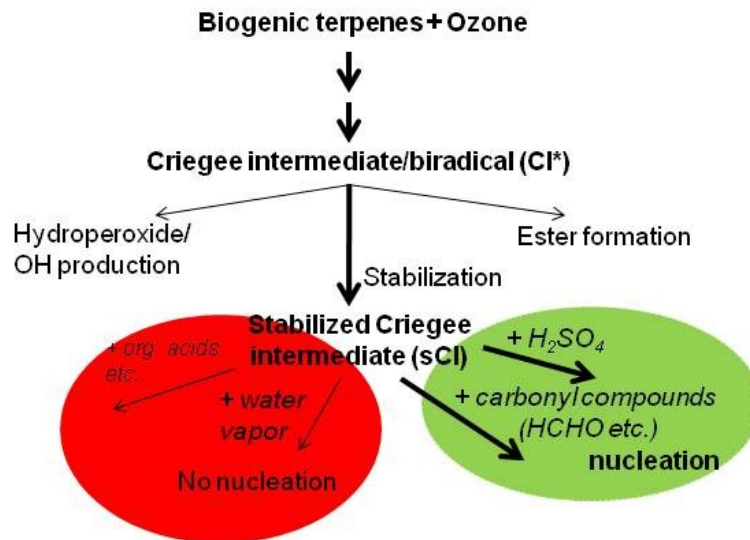 Biogenic terpenes + Ozone
Criegee intermediate/biradical (CI*)
Hydroperoxide/
OH production
Ester formation
Stabilization
Stabilized Criegee
intermediate (sCI)
+ org. acids
etc.
+ water
vapor
No nucleation
+ H₂SO₄
+ carbonyl compounds
(HCHO etc.)
nucleation